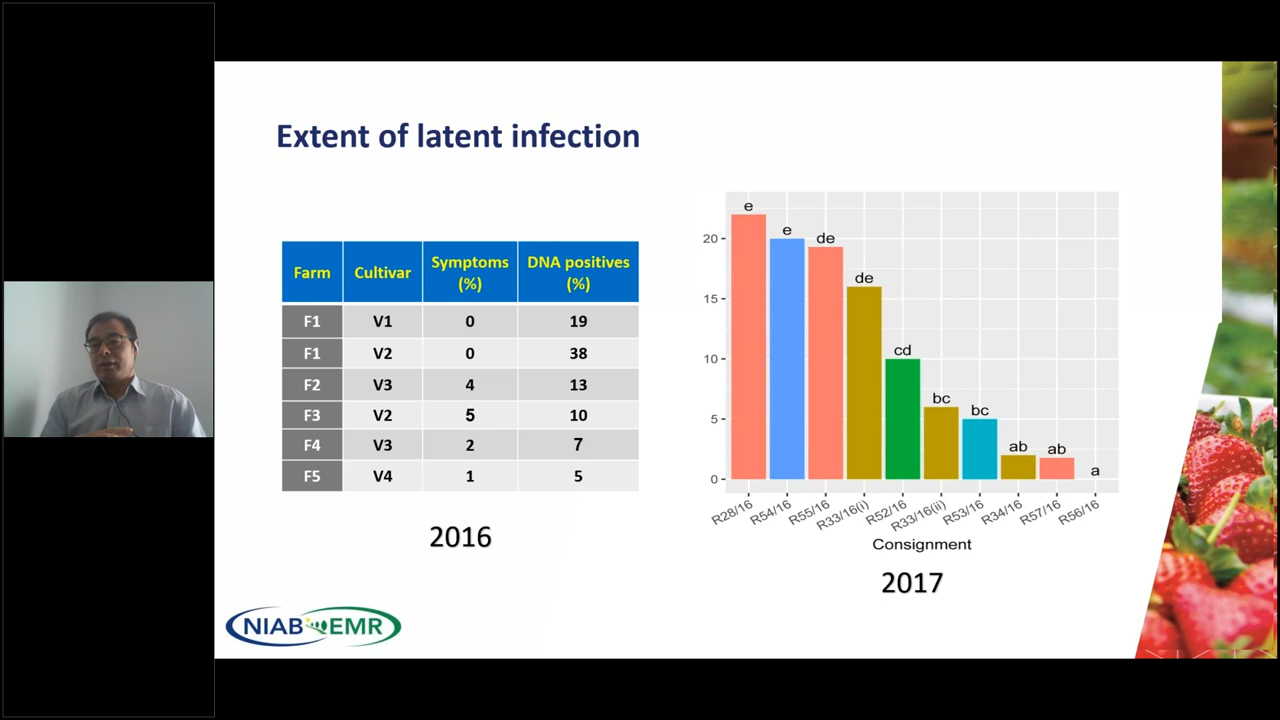 Extent of latent infection
Farm Cultivar Symptoms (%) DNA positives (%)
F1 V1 0 19
F1 V2 0 38
F2 V3 4 13
F3 V2 5 10
F4 V3 2 7
F5 V4 1 5
2016
20
15
10
5
0
e
e
de
de
cd
bc
bc
ab
ab
a
R28/16
R54/16
R55/16
R33/16(i)
R52/16
R33/16(ii)
R53/16
R34/16
R57/16
R56/16
Consignment
2017
NIAB EMR